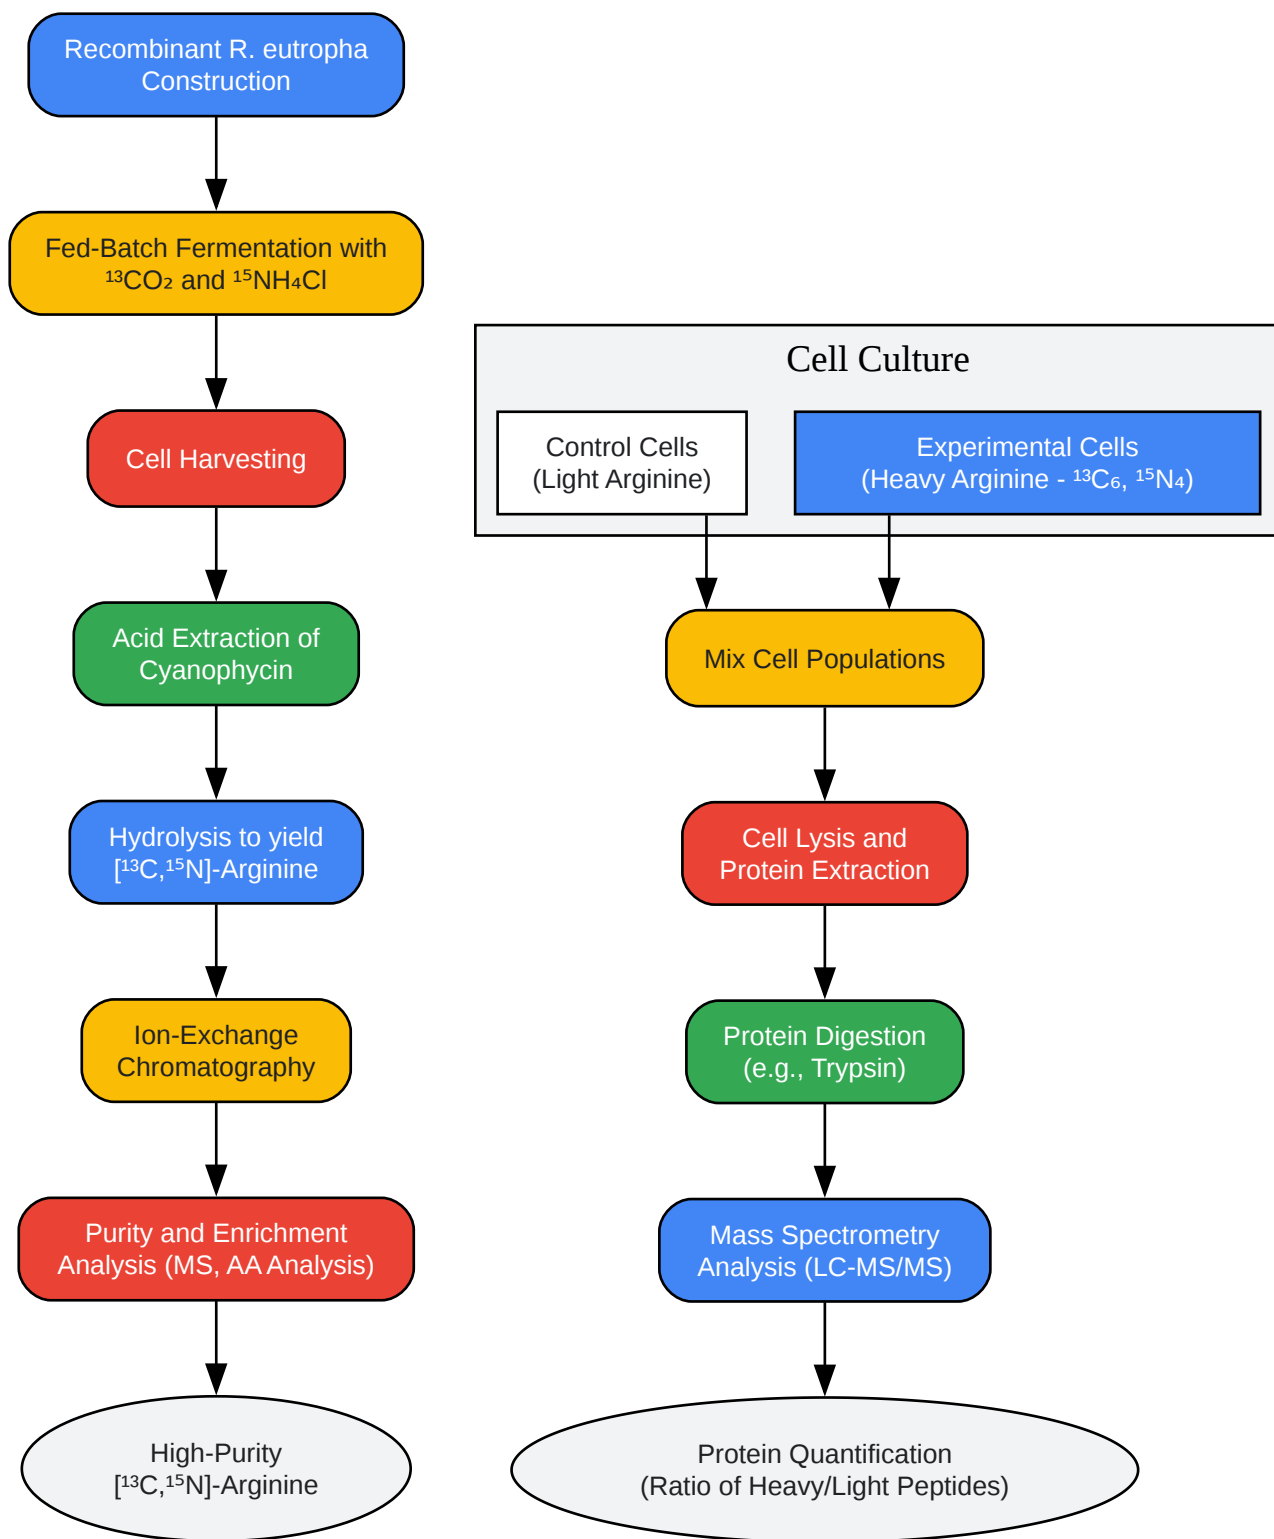 Recombinant R. eutropha
Construction
Fed-Batch Fermentation with
¹³CO₂ and ¹⁵NH₄Cl
Cell Harvesting
Acid Extraction of
Cyanophycin
Hydrolysis to yield
[¹³C,¹⁵N]-Arginine
Ion-Exchange
Chromatography
Purity and Enrichment
Analysis (MS, AA Analysis)
High-Purity
[¹³C,¹⁵N]-Arginine
Cell Culture
Control Cells
(Light Arginine)
Experimental Cells
(Heavy Arginine - ¹³C₆, ¹⁵N₄)
Mix Cell Populations
Cell Lysis and
Protein Extraction
Protein Digestion
(e.g., Trypsin)
Mass Spectrometry
Analysis (LC-MS/MS)
Protein Quantification
(Ratio of Heavy/Light Peptides)